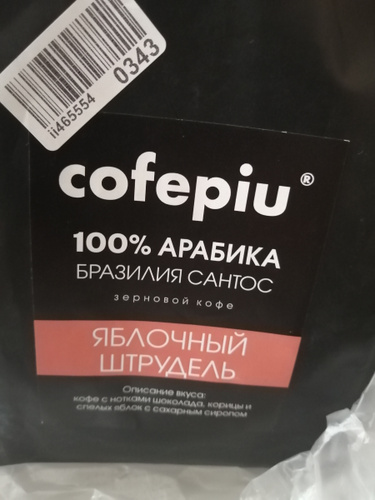 ii465554
0343
cofepiu®
100% АРАБИКА
БРАЗИЛИЯ САНТОС
зерновой кофе
ЯБЛОЧНЫЙ
ШТРУДЕЛЬ
Описание вкуса:
кофе с нотками шоколада, корицы и
спелых яблок с сахарным сиропом